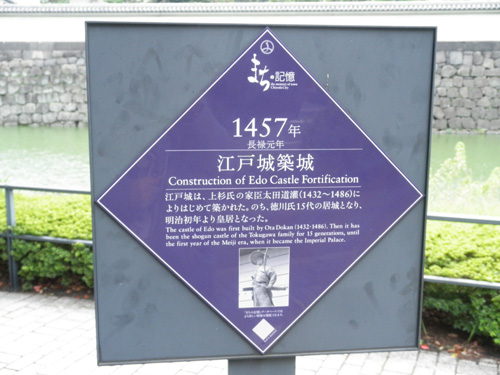 まち・記憶
the memory of town
Chiyoda City
1457年
長禄元年
江戸城築城
Construction of Edo Castle Fortification
江戸城は、上杉氏の家臣太田道灌(1432〜1486)に
よりはじめて築かれた。のち、徳川氏15代の居城となり、
明治初年より皇居となった。
The castle of Edo was first built by Ota Dokan (1432-1486). Then it has
been the shogun castle of the Tokugawa family for 15 generations, until
the first year of the Meiji era, when it became the Imperial Palace.